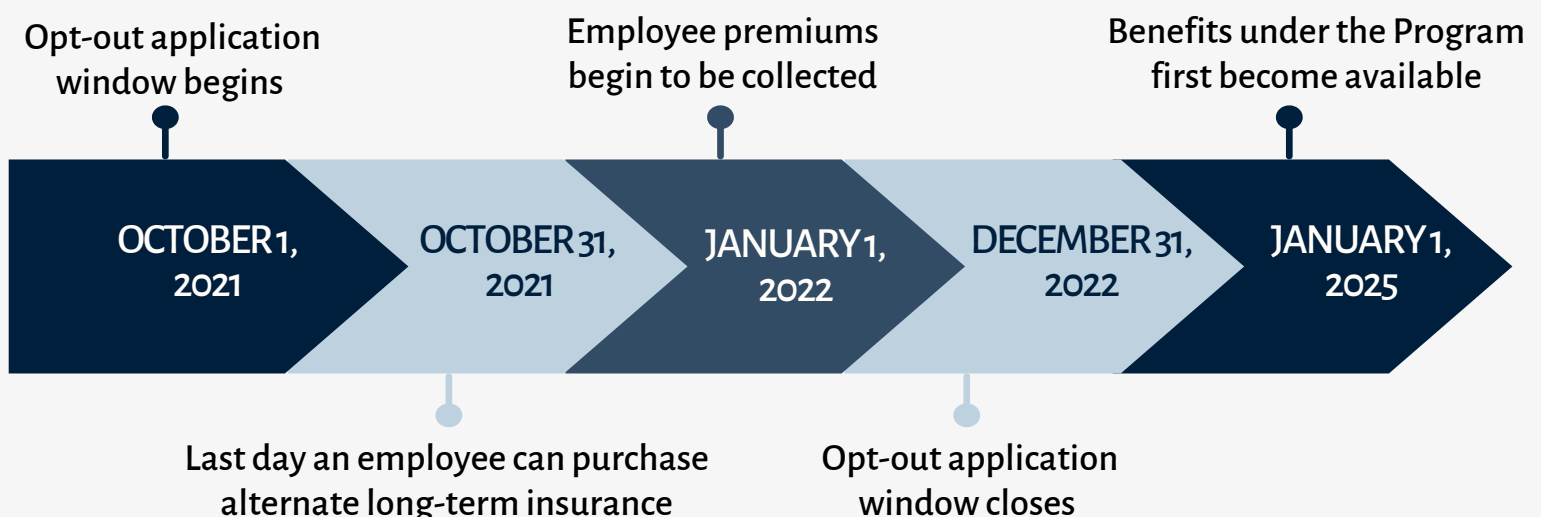 Opt-out application
window begins
Employee premiums
begin to be collected
Benefits under the Program
first become available
OCTOBER 1,
2021
OCTOBER 31,
2021
JANUARY 1,
2022
DECEMBER 31,
2022
JANUARY 1,
2025
Last day an employee can purchase
alternate long-term insurance
Opt-out application
window closes